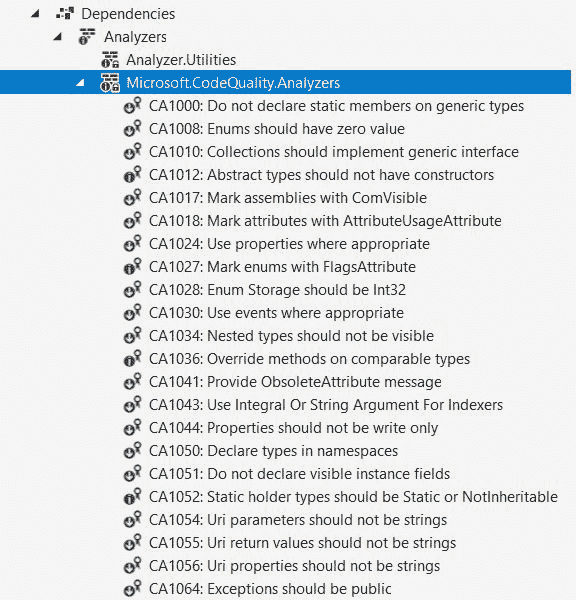 Dependencies
Analyzers
Analyzer.Utilities
Microsoft.CodeQuality.Analyzers
CA1000: Do not declare static members on generic types
CA1008: Enums should have zero value
CA1010: Collections should implement generic interface
CA1012: Abstract types should not have constructors
CA1017: Mark assemblies with ComVisible
CA1018: Mark attributes with AttributeUsageAttribute
CA1024: Use properties where appropriate
CA1027: Mark enums with FlagsAttribute
CA1028: Enum Storage should be Int32
CA1030: Use events where appropriate
CA1034: Nested types should not be visible
CA1036: Override methods on comparable types
CA1041: Provide ObsoleteAttribute message
CA1043: Use Integral Or String Argument For Indexers
CA1044: Properties should not be write only
CA1050: Declare types in namespaces
CA1051: Do not declare visible instance fields
CA1052: Static holder types should be Static or NotInheritable
CA1054: Uri parameters should not be strings
CA1055: Uri return values should not be strings
CA1056: Uri properties should not be strings
CA1064: Exceptions should be public